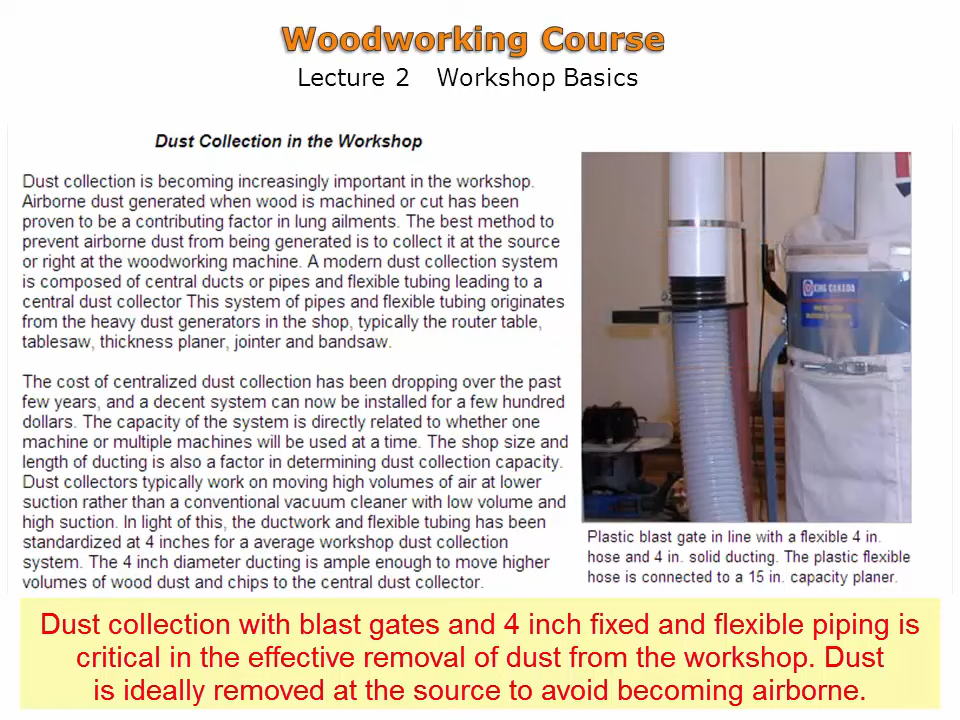 Woodworking Course
Lecture 2 Workshop Basics
Dust Collection in the Workshop
Dust collection is becoming increasingly important in the workshop.
Airborne dust generated when wood is machined or cut has been
proven to be a contributing factor in lung ailments. The best method to
prevent airborne dust from being generated is to collect it at the source
or right at the woodworking machine. A modern dust collection system
is composed of central ducts or pipes and flexible tubing leading to a
central dust collector This system of pipes and flexible tubing originates
from the heavy dust generators in the shop, typically the router table,
tablesaw, thickness planer, jointer and bandsaw.
The cost of centralized dust collection has been dropping over the past
few years, and a decent system can now be installed for a few hundred
dollars. The capacity of the system is directly related to whether one
machine or multiple machines will be used at a time. The shop size and
length of ducting is also a factor in determining dust collection capacity.
Dust collectors typically work on moving high volumes of air at lower
suction rather than a conventional vacuum cleaner with low volume and
high suction. In light of this, the ductwork and flexible tubing has been
standardized at 4 inches for a average workshop dust collection
system. The 4 inch diameter ducting is ample enough to move higher
volumes of wood dust and chips to the central dust collector.
KING CANADA
Plastic blast gate in line with a flexible 4 in.
hose and 4 in. solid ducting. The plastic flexible
hose is connected to a 15 in. capacity planer.
Dust collection with blast gates and 4 inch fixed and flexible piping is
critical in the effective removal of dust from the workshop. Dust
is ideally removed at the source to avoid becoming airborne.